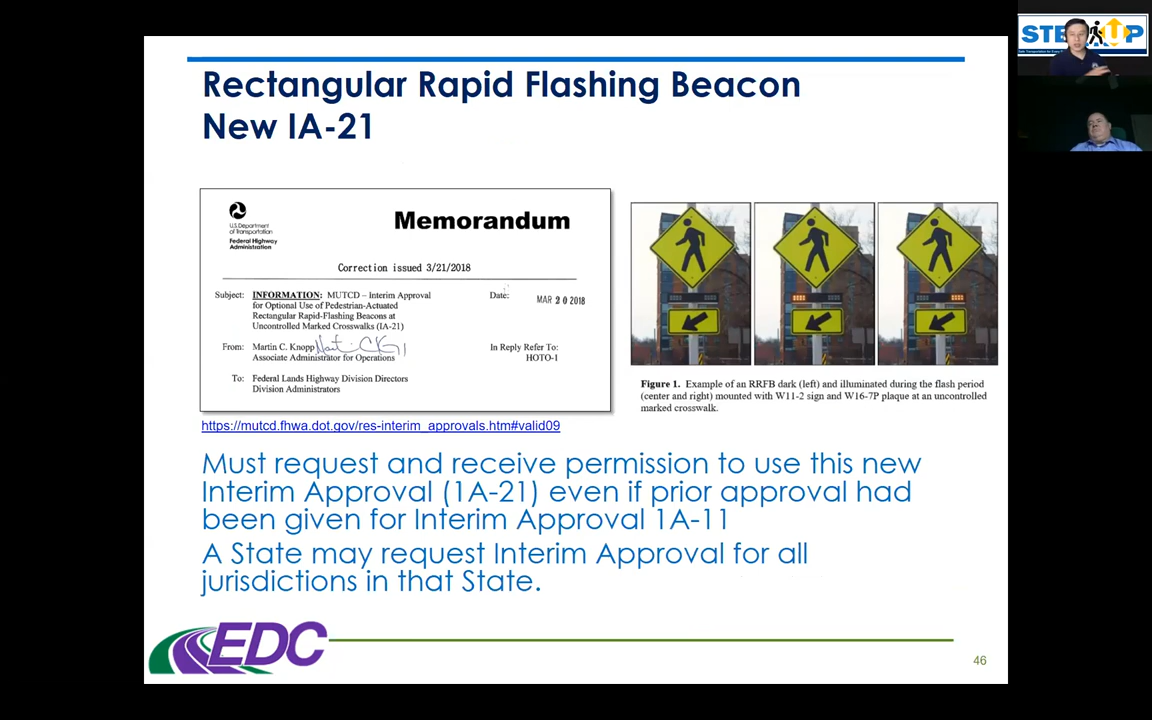 Rectangular Rapid Flashing Beacon
New IA-21
U.S. Department
of Transportation
Federal Highway
Administration
Memorandum
Correction issued 3/21/2018
Subject: INFORMATION: MUTCD – Interim Approval
for Optional Use of Pedestrian-Actuated
Rectangular Rapid-Flashing Beacons at
Uncontrolled Marked Crosswalks (IA-21)
Date: MAR 20 2018
From: Martin C. Knopp
Associate Administrator for Operations
In Reply Refer To:
HOTO-1
To: Federal Lands Highway Division Directors
Division Administrators
https://mutcd.fhwa.dot.gov/res-interim_approvals.htm#valid09
Figure 1. Example of an RRFB dark (left) and illuminated during the flash period
(center and right) mounted with W11-2 sign and W16-7P plaque at an uncontrolled
marked crosswalk.
Must request and receive permission to use this new
Interim Approval (1A-21) even if prior approval had
been given for Interim Approval 1A-11
A State may request Interim Approval for all
jurisdictions in that State.
EDC
46